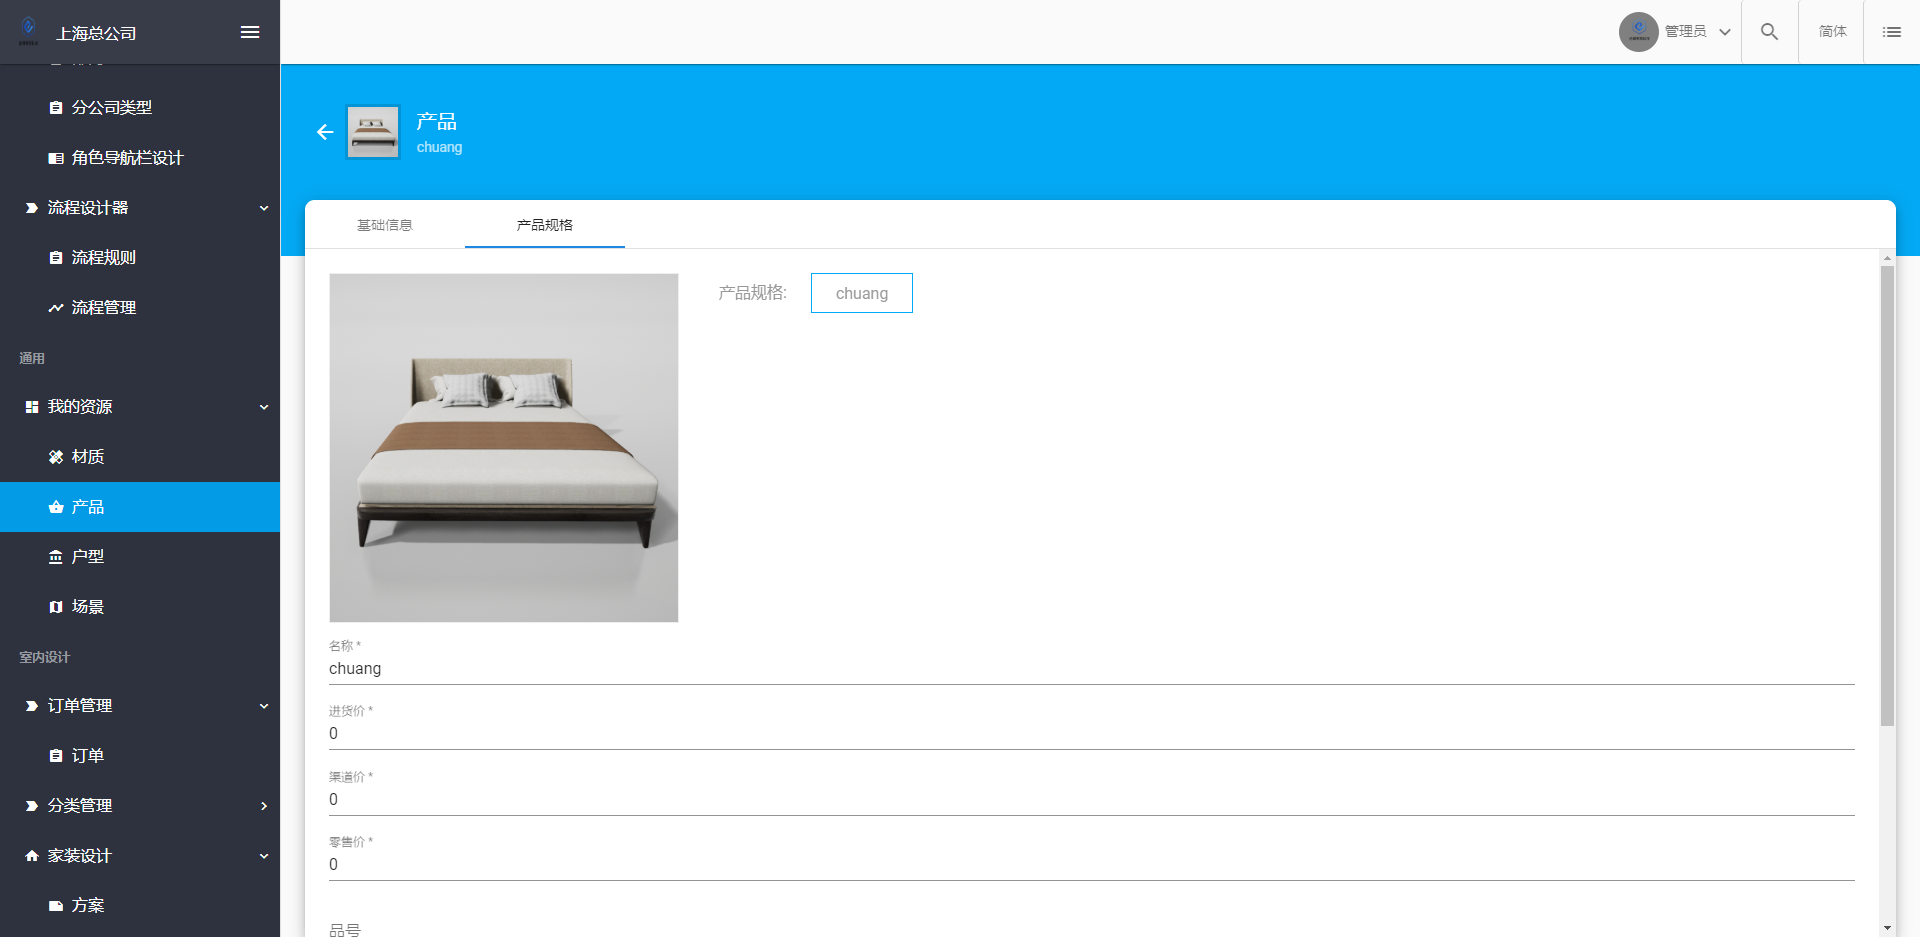 上海总公司
管理员
简体
分公司类型
角色导航栏设计
流程设计器
流程规则
流程管理
通用
我的资源
材质
产品
户型
场景
室内设计
订单管理
订单
分类管理
家装设计
方案
产品
chuang
基础信息
产品规格
产品规格:
chuang
名称 *
chuang
进货价 *
0
渠道价 *
0
零售价 *
0
品号